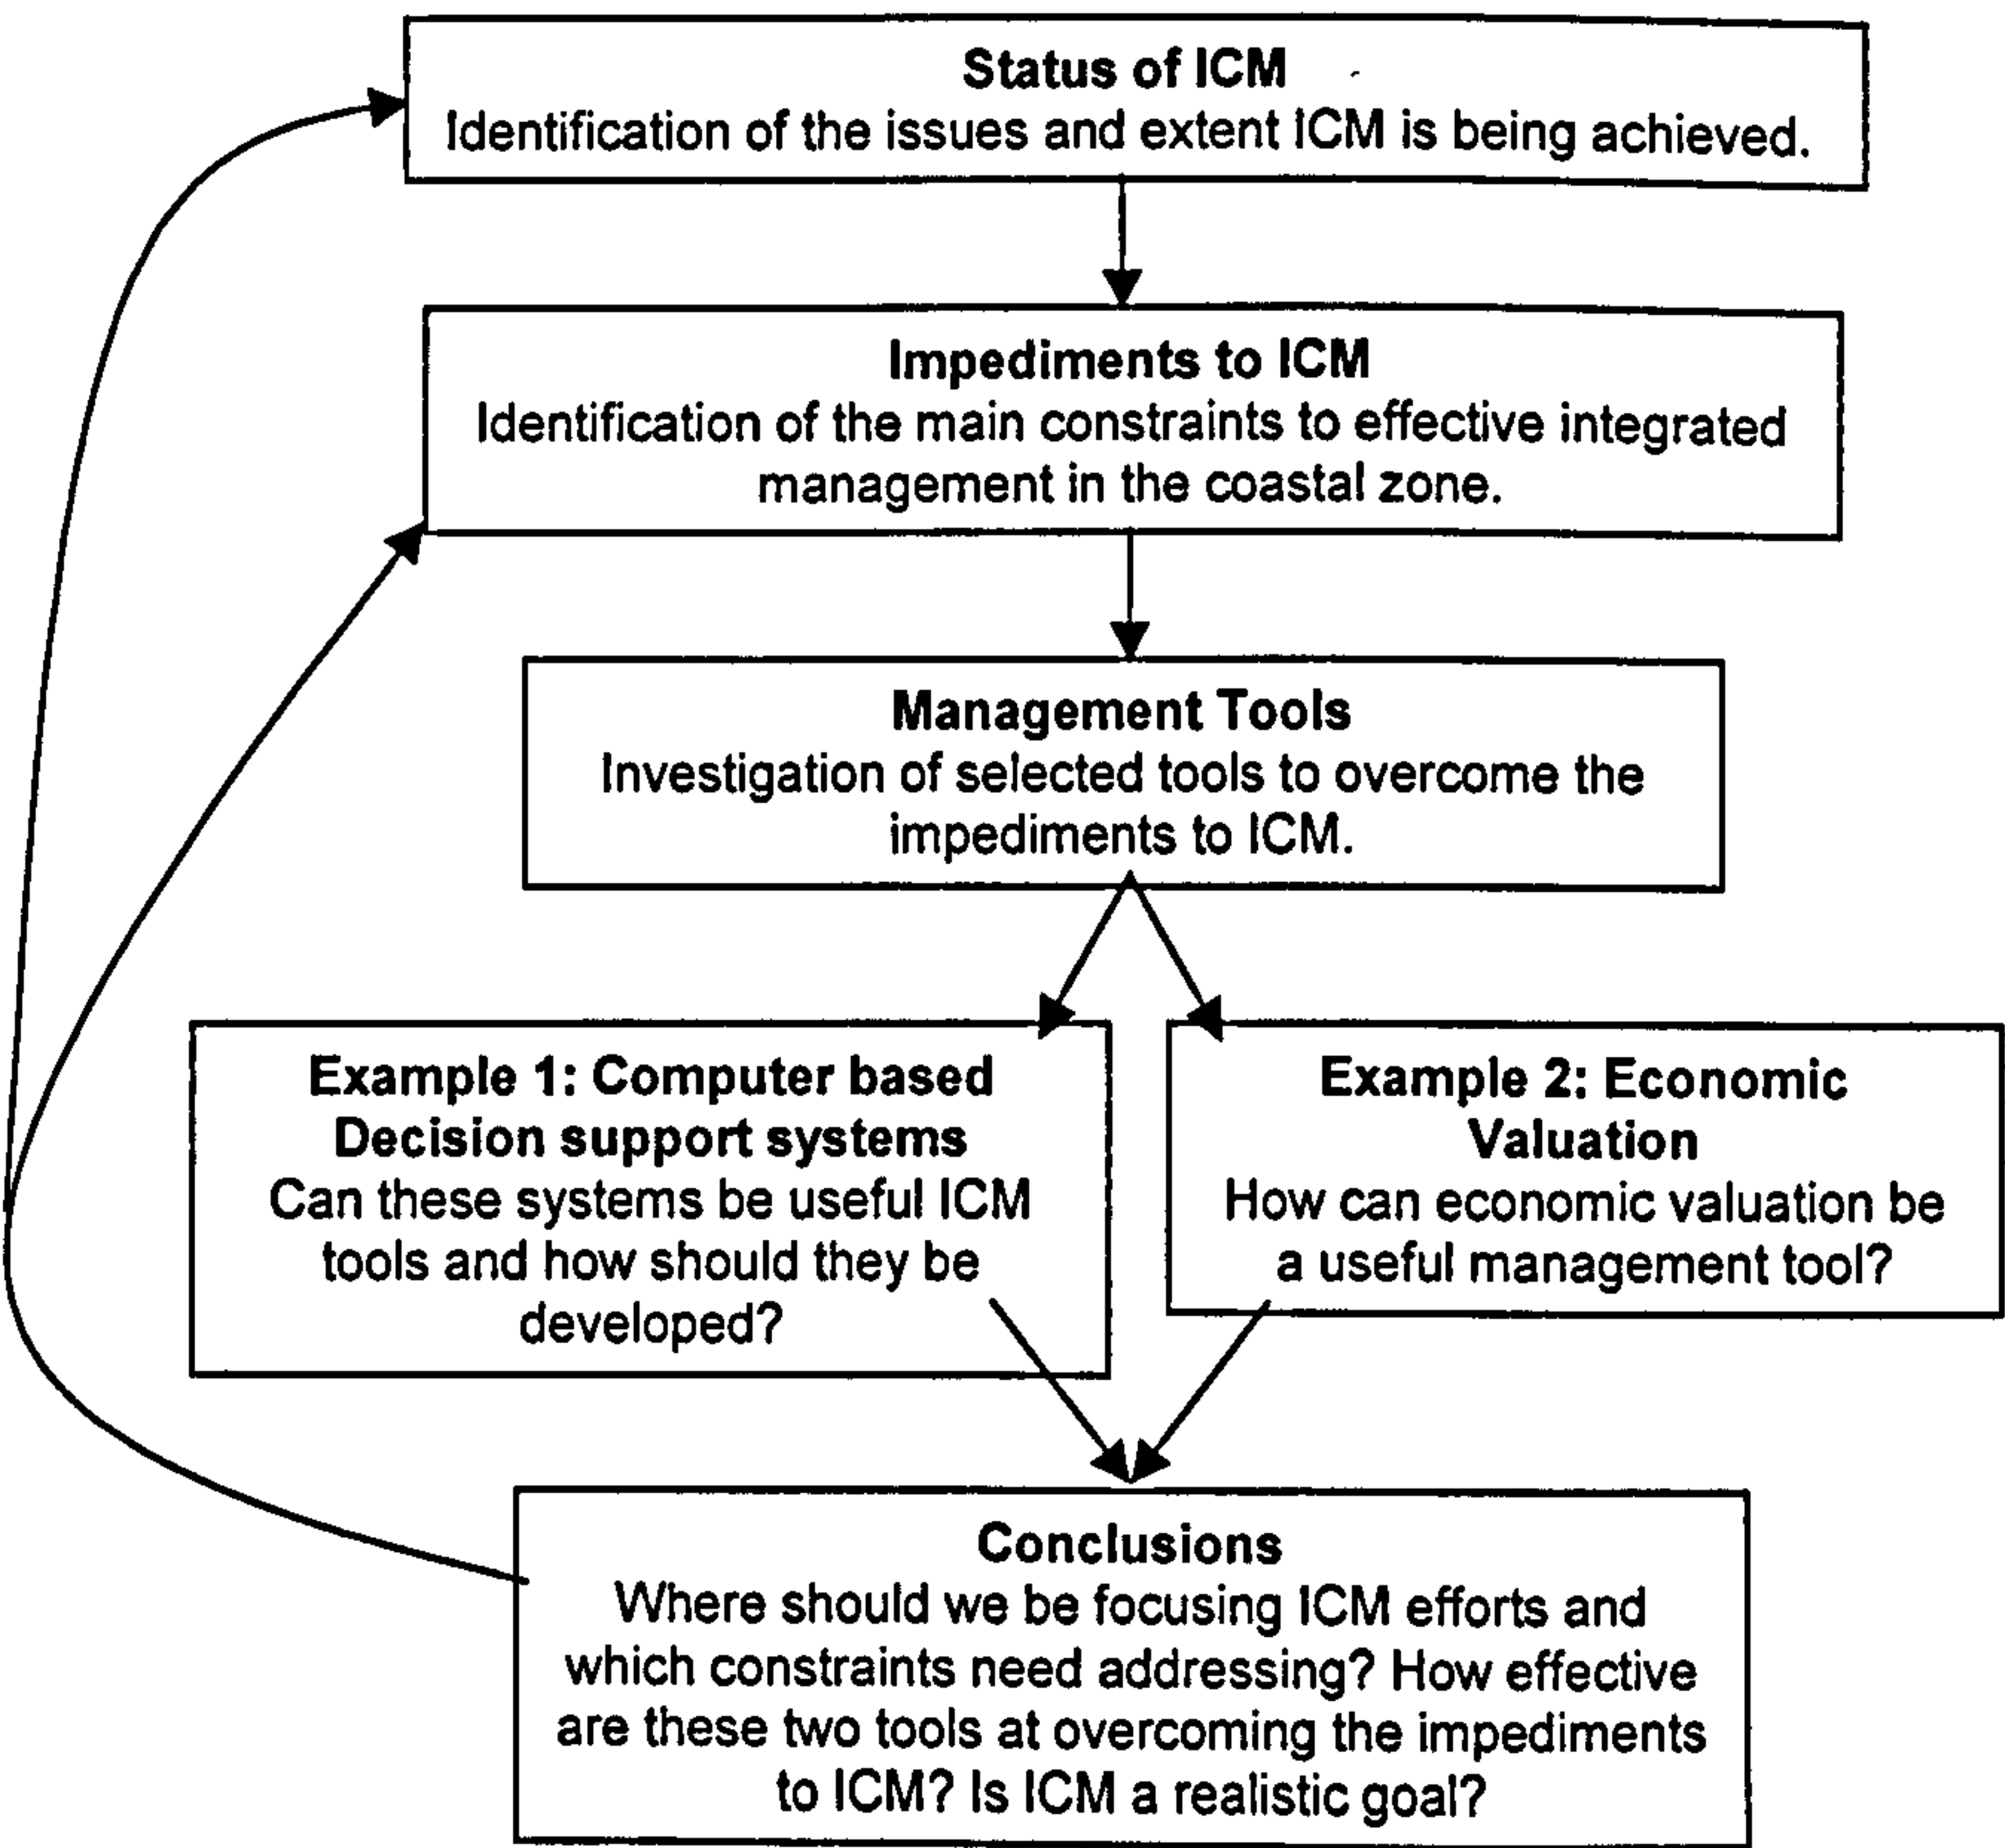 Status of ICM
Identification of the issues and extent ICM is being achieved.
Impediments to ICM
Identification of the main constraints to effective integrated
management in the coastal zone.
Management Tools
Investigation of selected tools to overcome the
impediments to ICM.
Example 1: Computer based
Decision support systems
Can these systems be useful ICM
tools and how should they be
developed?
Example 2: Economic
Valuation
How can economic valuation be
a useful management tool?
Conclusions
Where should we be focusing ICM efforts and
which constraints need addressing? How effective
are these two tools at overcoming the impediments
to ICM? Is ICM a realistic goal?